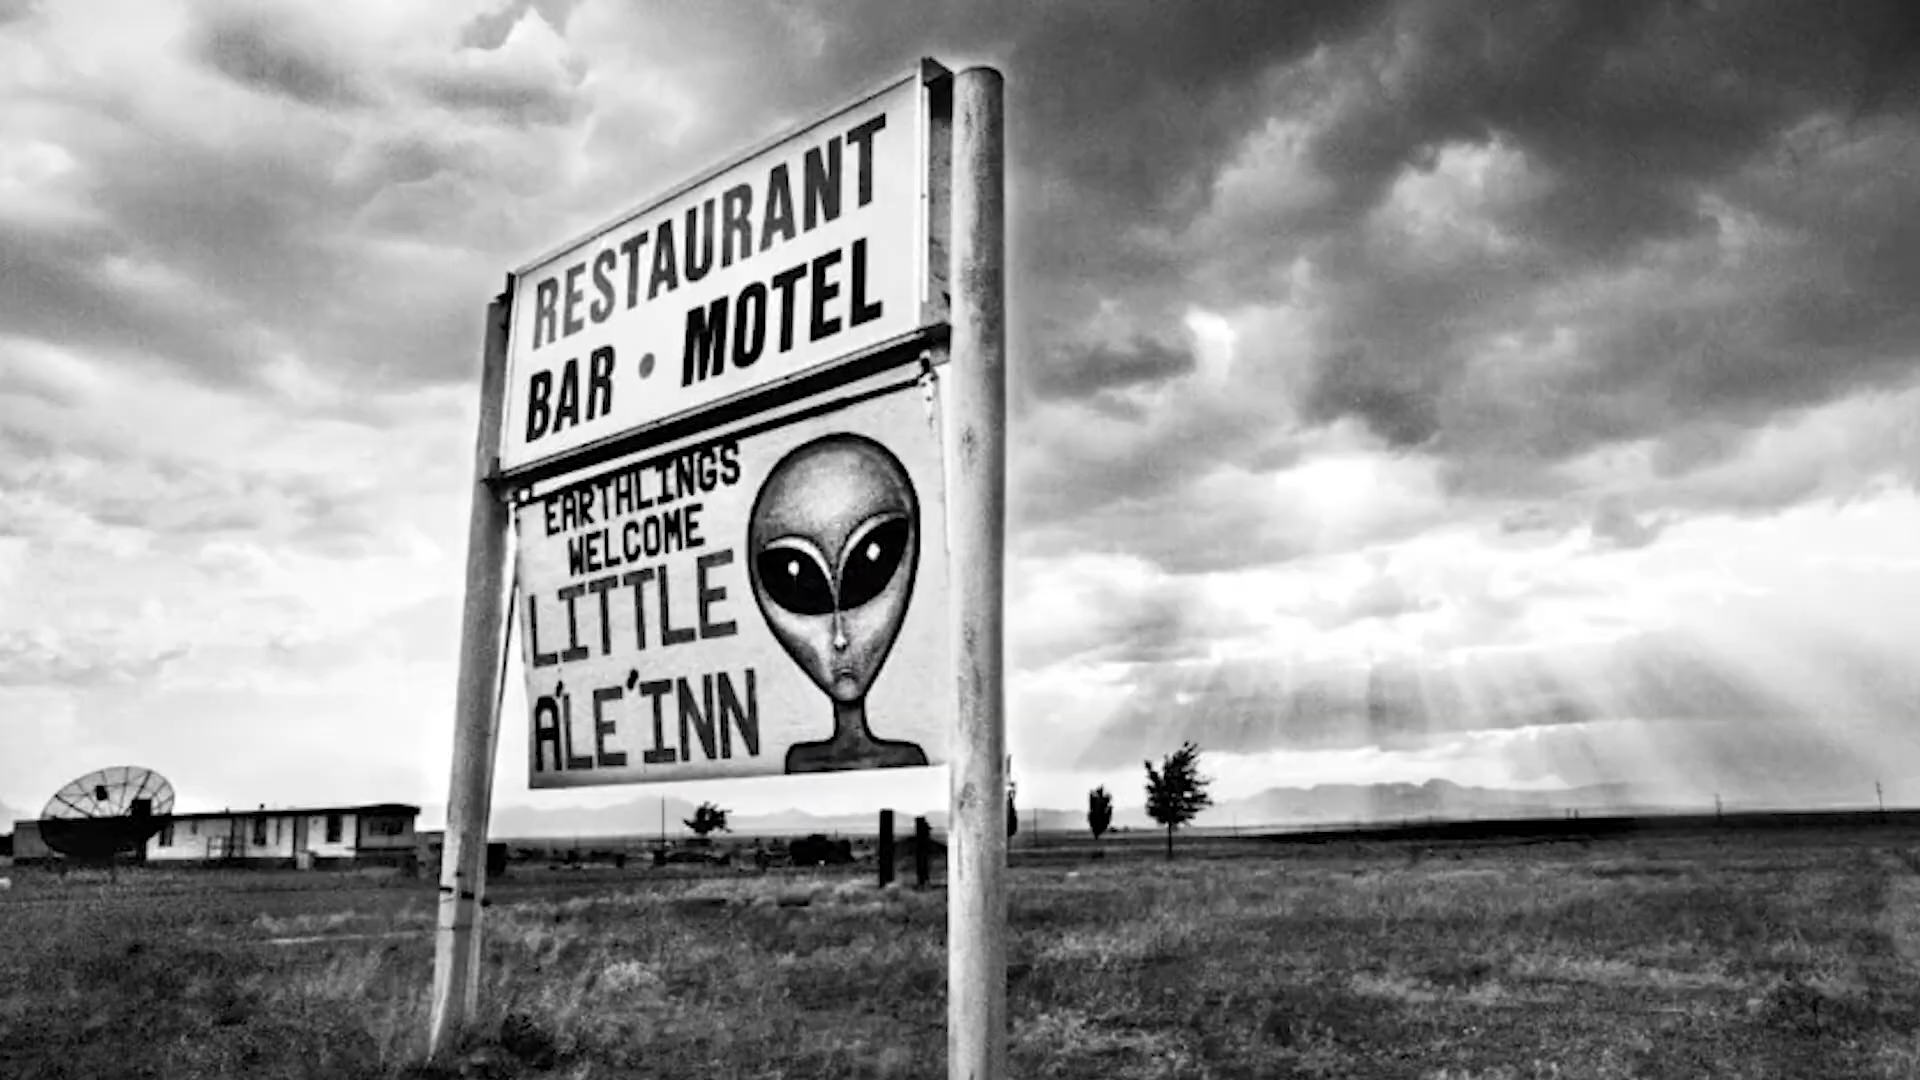 RESTAURANT
BAR • MOTEL
EARTHLINGS
WELCOME
LITTLE
A'LE'INN